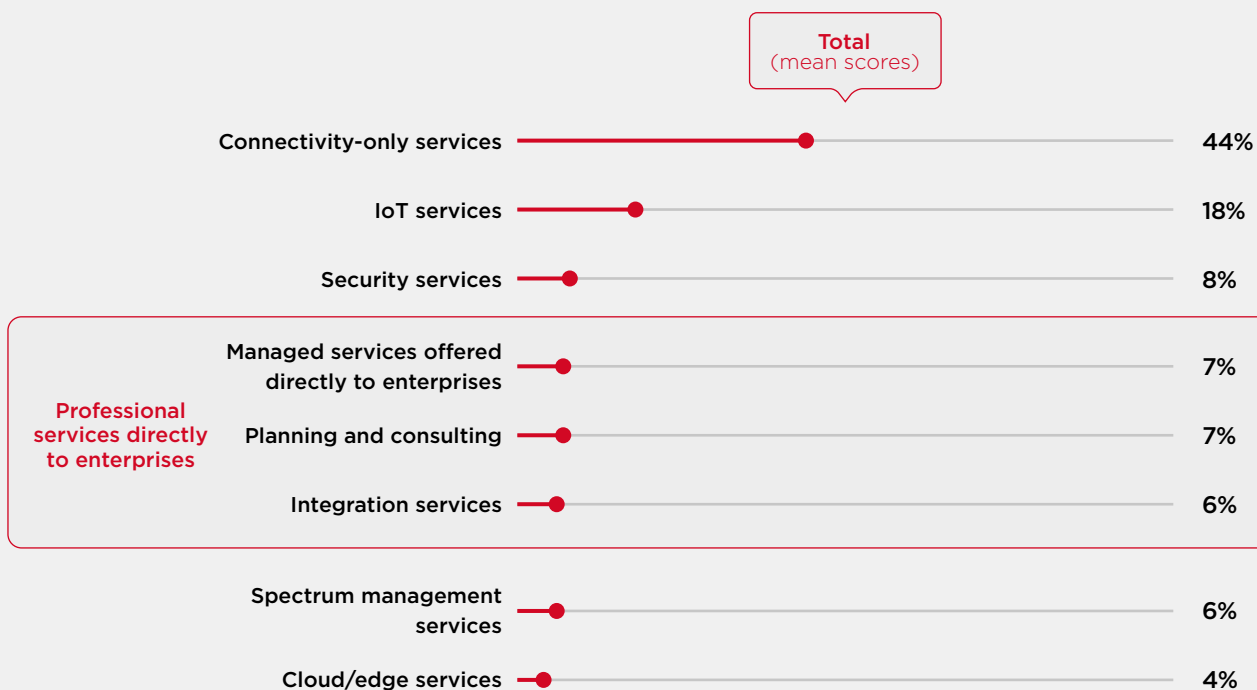 Total
(mean scores)
Connectivity-only services 44%
IoT services 18%
Security services 8%
Professional
services directly
to enterprises
Managed services offered
directly to enterprises 7%
Planning and consulting 7%
Integration services 6%
Spectrum management
services 6%
Cloud/edge services 4%